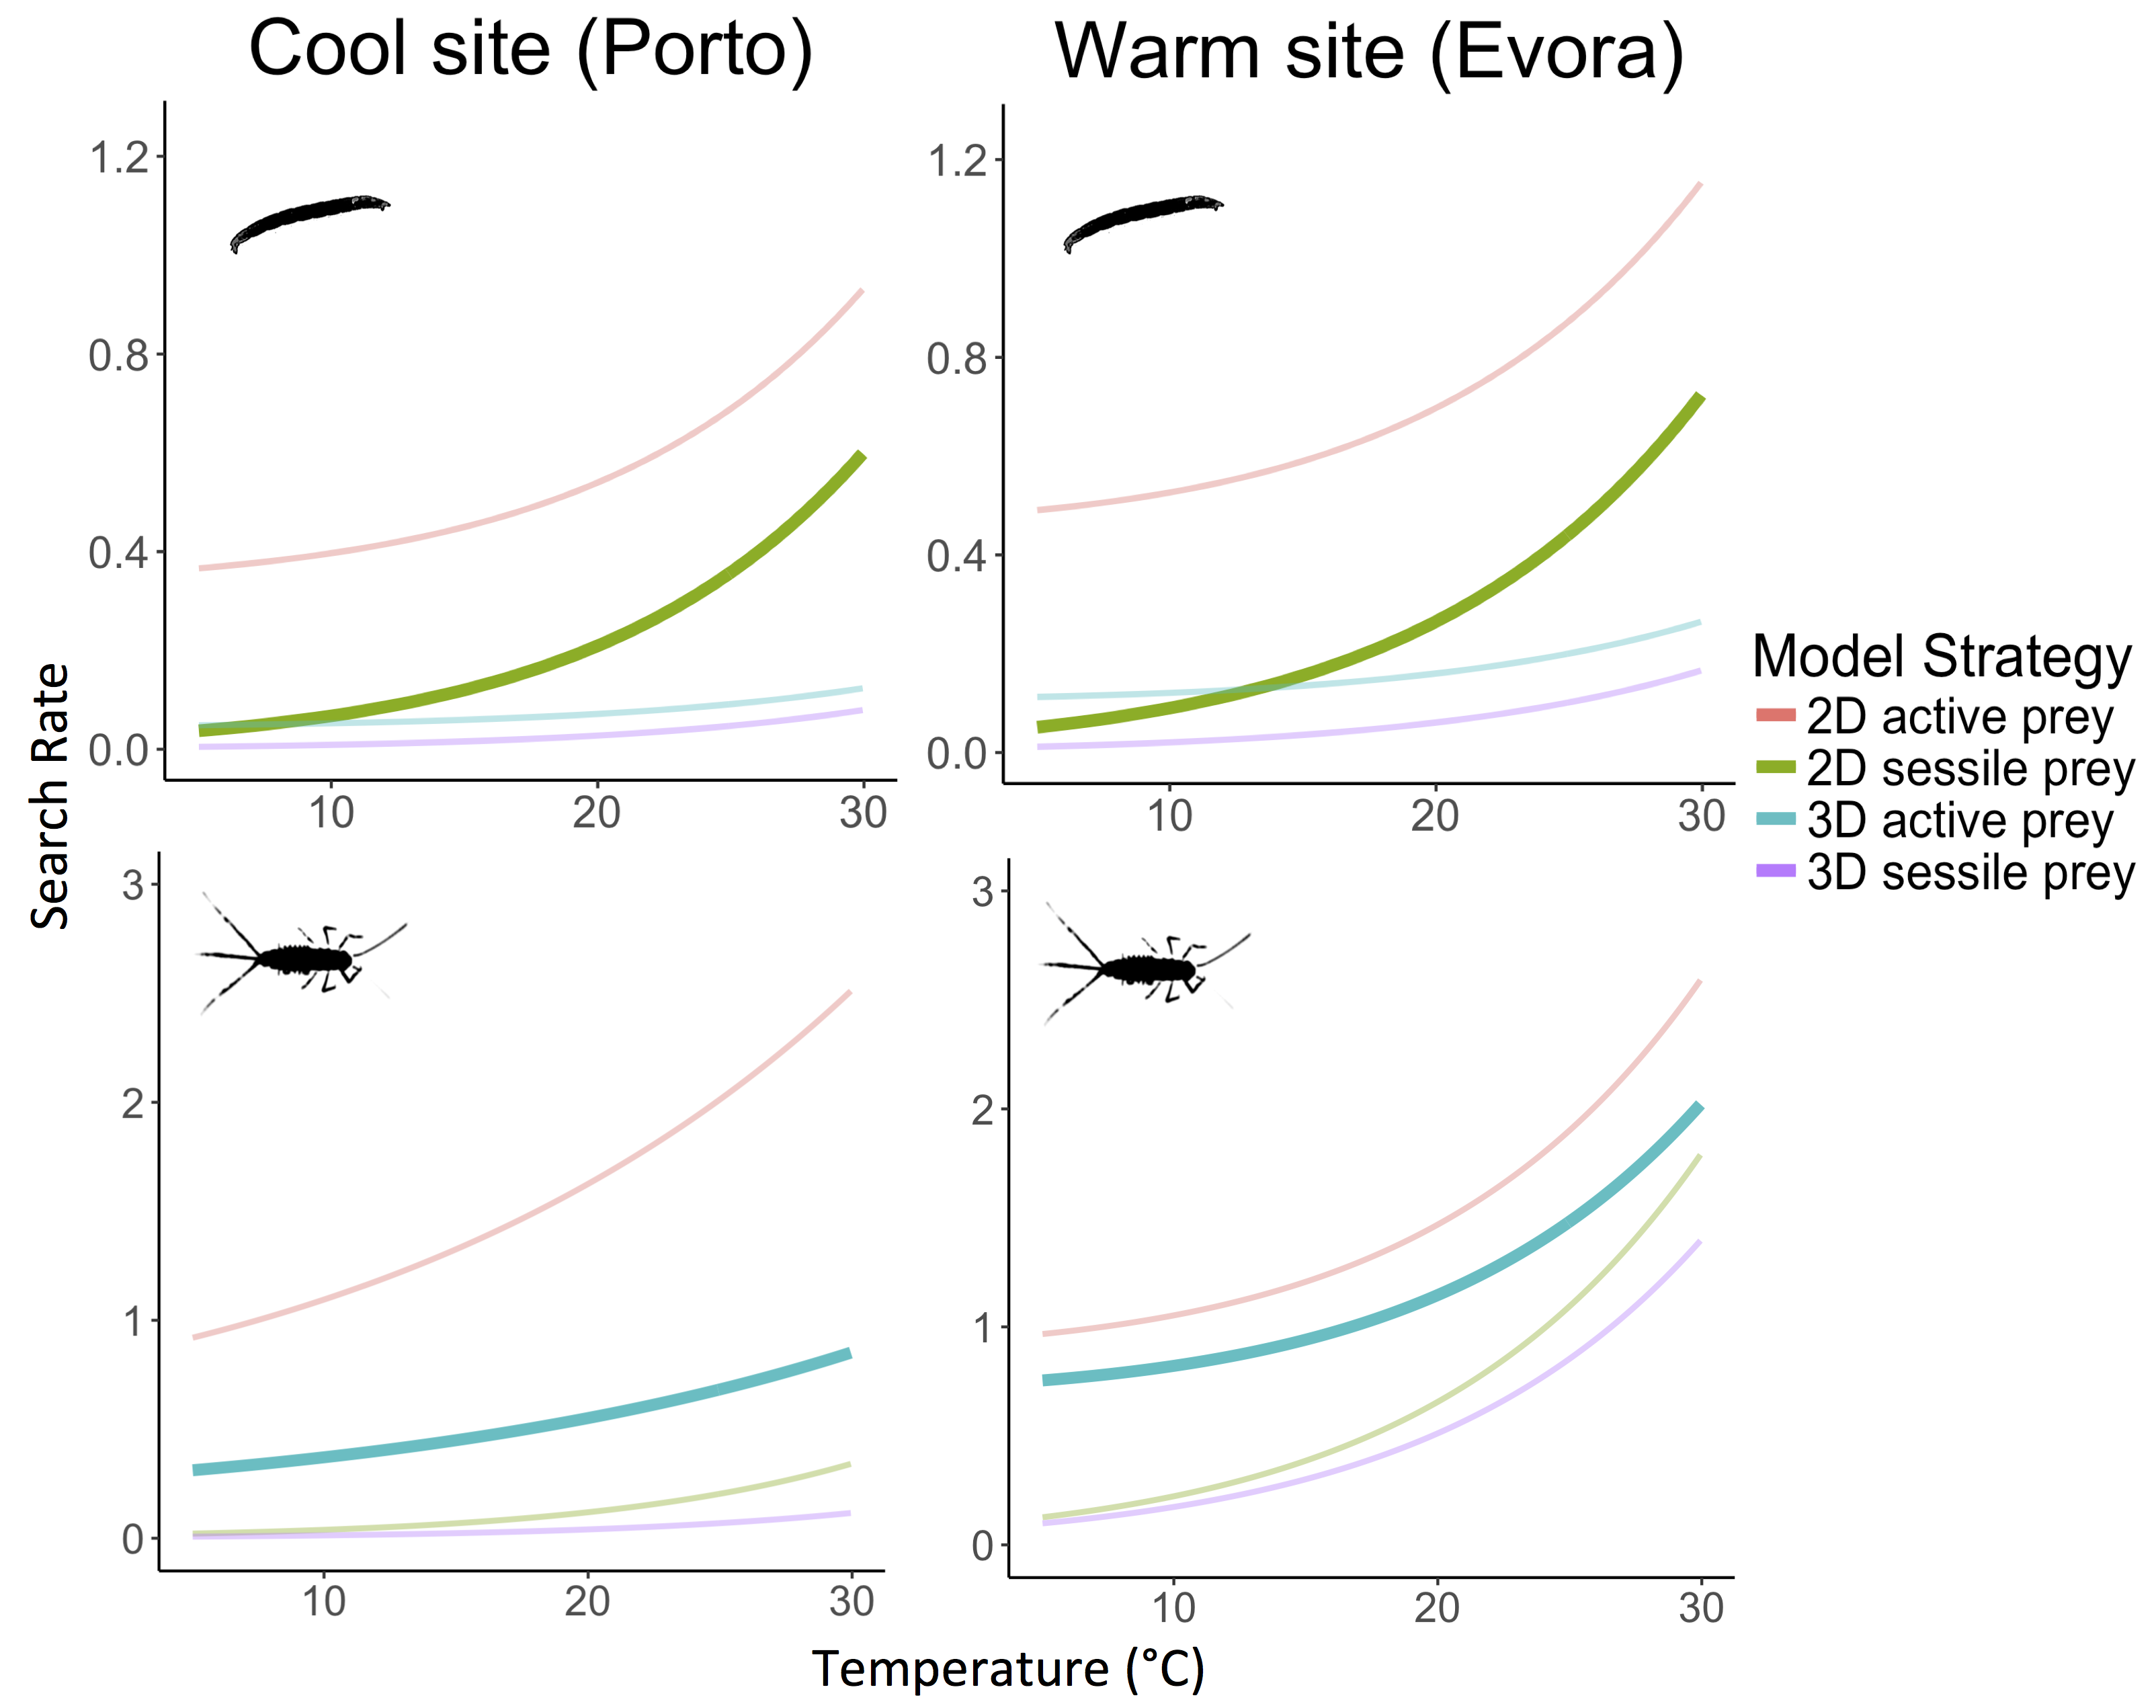 Cool site (Porto)
Warm site (Evora)
1.2
0.8
0.4
0.0
10 20 30
1.2
0.8
0.4
0.0
10 20 30
Search Rate
3
2
1
0
10 20 30
3
2
1
0
10 20 30
Temperature (°C)
Model Strategy
2D active prey
2D sessile prey
3D active prey
3D sessile prey